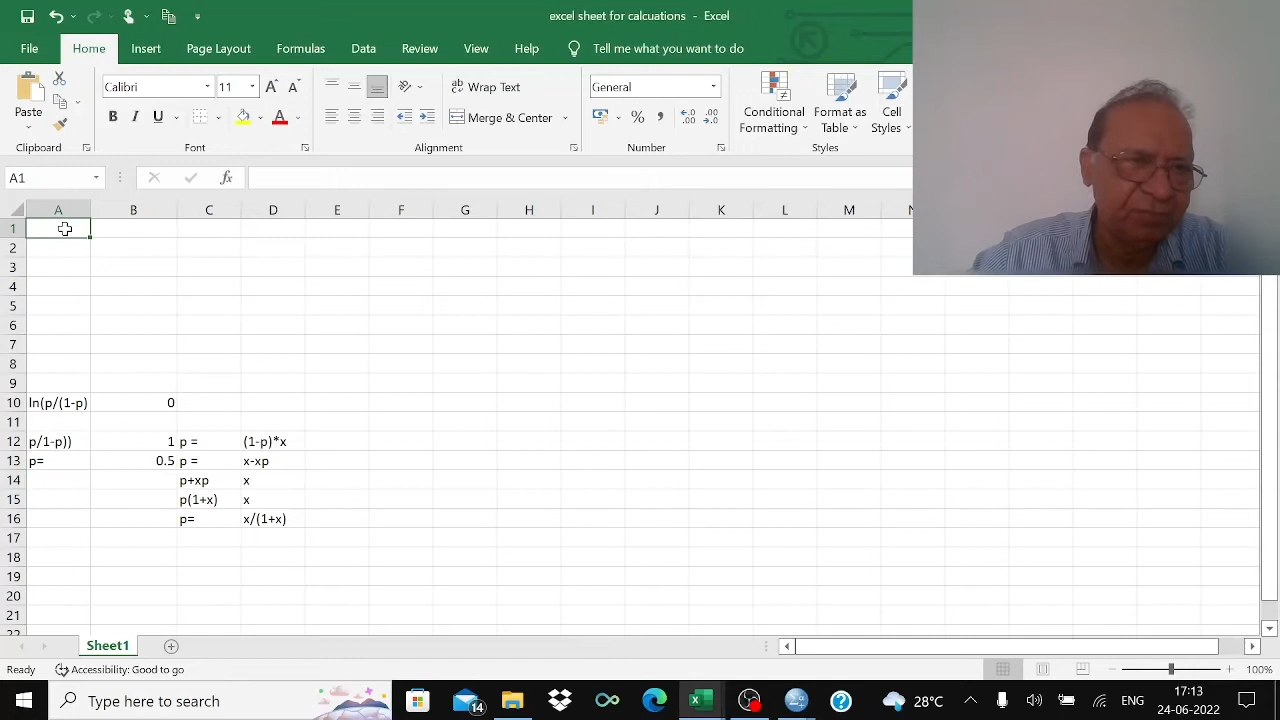 excel sheet for calcuations - Excel
File Home Insert Page Layout Formulas Data Review View Help Tell me what you want to do
Paste
Clipboard
Calibri 11
B I U A
Font
ab Wrap Text
Merge & Center
Alignment
General
% ,
Number
Conditional Formatting
Format as Table
Cell Styles
Styles
A1 fx
A B C D E F G H I J K L M N
1
2
3
4
5
6
7
8
9
10 ln(p/(1-p) 0
11
12 p/1-p)) 1 p = (1-p)*x
13 p= 0.5 p = x-xp
14 p+xp x
15 p(1+x) x
16 p= x/(1+x)
17
18
19
20
21
22
Sheet1
Ready Accessibility: Good to go 100%
Type here to search 14 28°C ENG 17:13
24-06-2022